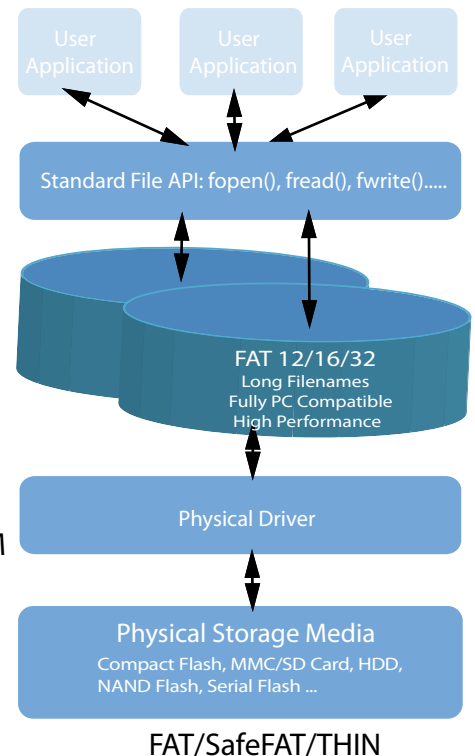 User
Application
User
Application
User
Application
Standard File API: fopen(), fread(), fwrite().....
FAT 12/16/32
Long Filenames
Fully PC Compatible
High Performance
Physical Driver
Physical Storage Media
Compact Flash, MMC/SD Card, HDD,
NAND Flash, Serial Flash ...
FAT/SafeFAT/THIN